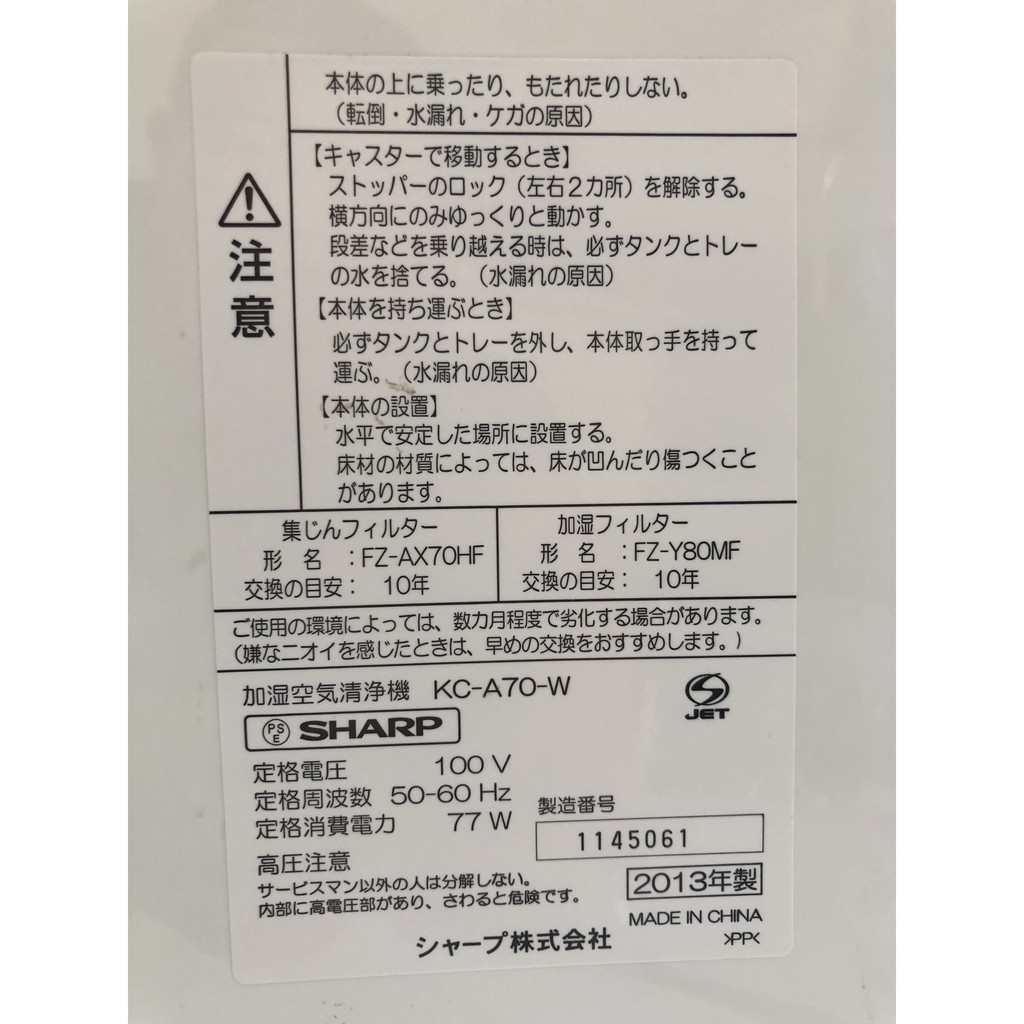 本体の上に乗ったり、もたれたりしない。
（転倒・水漏れ・ケガの原因）
注意
【キャスターで移動するとき】
ストッパーのロック（左右2カ所）を解除する。
横方向にのみゆっくりと動かす。
段差などを乗り越える時は、必ずタンクとトレー
の水を捨てる。（水漏れの原因）
【本体を持ち運ぶとき】
必ずタンクとトレーを外し、本体取っ手を持って
運ぶ。（水漏れの原因）
【本体の設置】
水平で安定した場所に設置する。
床材の材質によっては、床が凹んだり傷つくこと
があります。
集じんフィルター
形 名 ：FZ-AX70HF
交換の目安： 10年
加湿フィルター
形 名 ：FZ-Y80MF
交換の目安： 10年
ご使用の環境によっては、数カ月程度で劣化する場合があります。
（嫌なニオイを感じたときは、早めの交換をおすすめします。）
加湿空気清浄機 KC-A70-W
JET
PSE SHARP
定格電圧 100 V
定格周波数 50-60 Hz
定格消費電力 77 W
製造番号
1145061
高圧注意
サービスマン以外の人は分解しない。
内部に高電圧部があり、さわると危険です。
2013年製
MADE IN CHINA
>PP<
シャープ株式会社